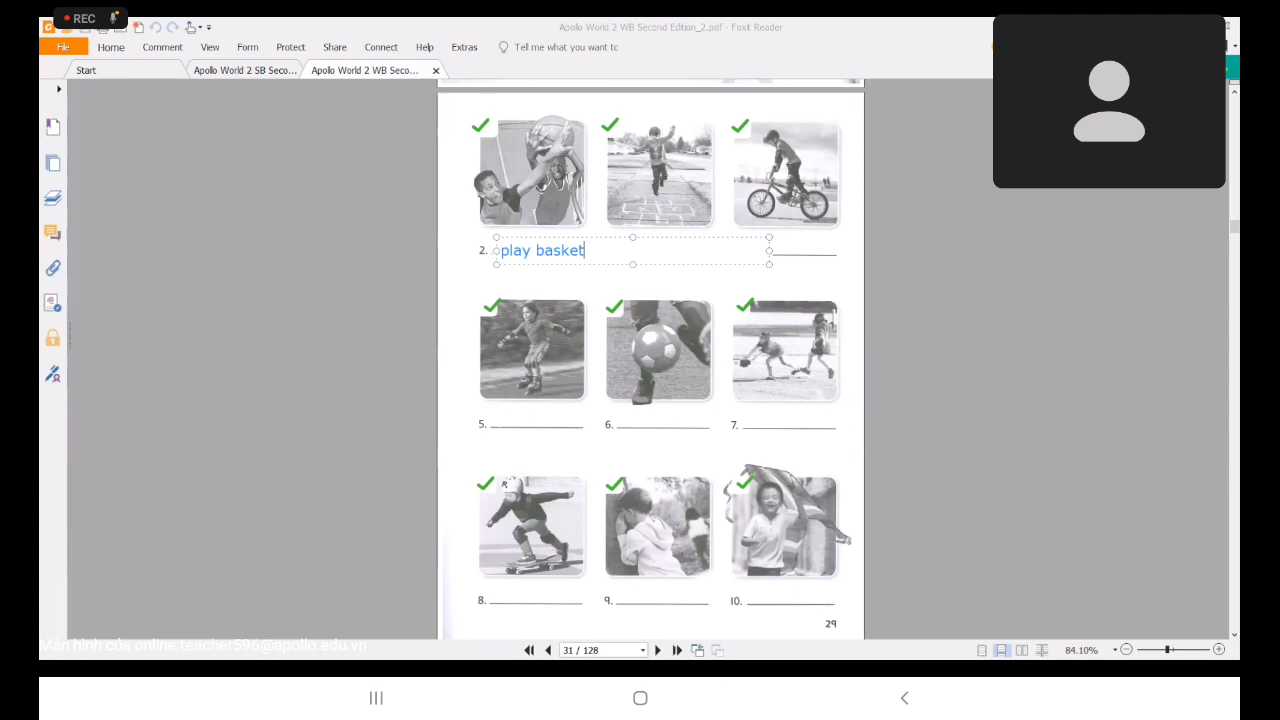 REC
Apollo World 2 WB Second Edition_2.pdf - Foxit Reader
File Home Comment View Form Protect Share Connect Help Extras Tell me what you want tc
Start Apollo World 2 SB Seco... Apollo World 2 WB Seco...
2. play basket
5. 6. 7.
8. 9. 10.
29
Màn hình của online.teacher596@apollo.edu.vn
31 / 128 84.10%